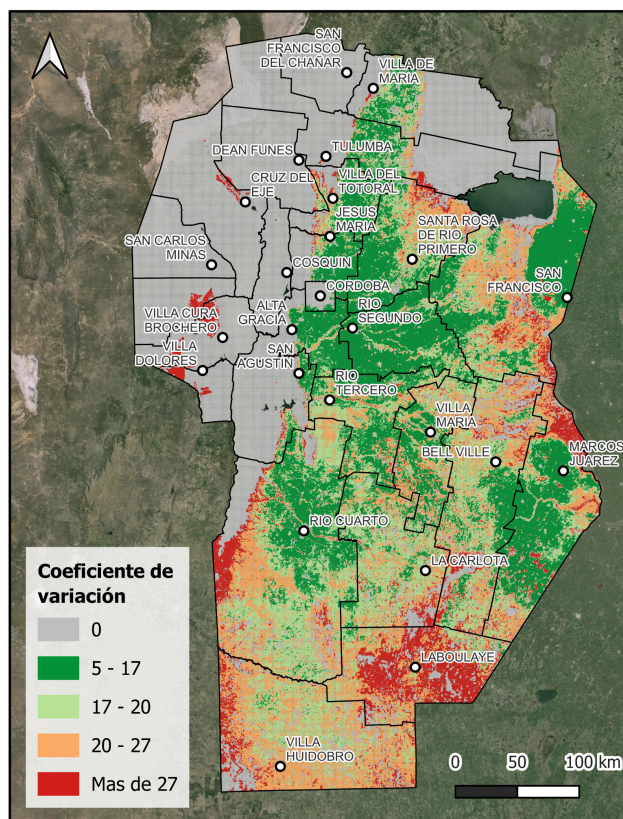 SAN
FRANCISCO
DEL CHAÑAR
VILLA DE
MARIA
DEAN FUNES
TULUMBA
CRUZ DEL
EJE
VILLA DEL
TOTORAL
JESUS
MARIA
SANTA ROSA
DE RIO
PRIMERO
SAN CARLOS
MINAS
COSQUIN
SAN
FRANCISCO
CORDOBA
VILLA CURA
BROCHERO
ALTA
GRACIA
RIO
SEGUNDO
VILLA
DOLORES
SAN
AGUSTIN
RIO
TERCERO
VILLA
MARIA
BELL VILLE
MARCOS
JUAREZ
RIO CUARTO
LA CARLOTA
LABOULAYE
VILLA
HUIDOBRO
Coeficiente de
variación
0
5 - 17
17 - 20
20 - 27
Mas de 27
0 50 100 km